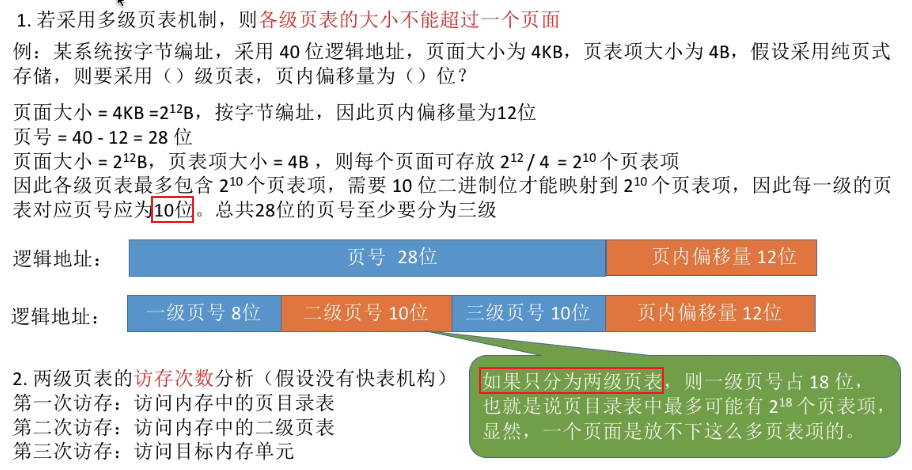 1. 若采用多级页表机制，则各级页表的大小不能超过一个页面
例：某系统按字节编址，采用 40 位逻辑地址，页面大小为 4KB，页表项大小为 4B，假设采用纯页式
存储，则要采用（）级页表，页内偏移量为（）位？
页面大小 = 4KB =2¹²B，按字节编址，因此页内偏移量为12位
页号 = 40 - 12 = 28 位
页面大小 = 2¹²B，页表项大小 = 4B ，则每个页面可存放 2¹² / 4 = 2¹⁰ 个页表项
因此各级页表最多包含 2¹⁰ 个页表项，需要 10 位二进制位才能映射到 2¹⁰ 个页表项，因此每一级的页
表对应页号应为10位。总共28位的页号至少要分为三级
逻辑地址： 页号 28位 页内偏移量 12位
逻辑地址： 一级页号 8位 二级页号 10位 三级页号 10位 页内偏移量 12位
2. 两级页表的访存次数分析（假设没有快表机构）
第一次访存：访问内存中的页目录表
第二次访存：访问内存中的二级页表
第三次访存：访问目标内存单元
如果只分为两级页表，则一级页号占 18 位，
也就是说页目录表中最多可能有 2¹⁸ 个页表项，
显然，一个页面是放不下这么多页表项的。